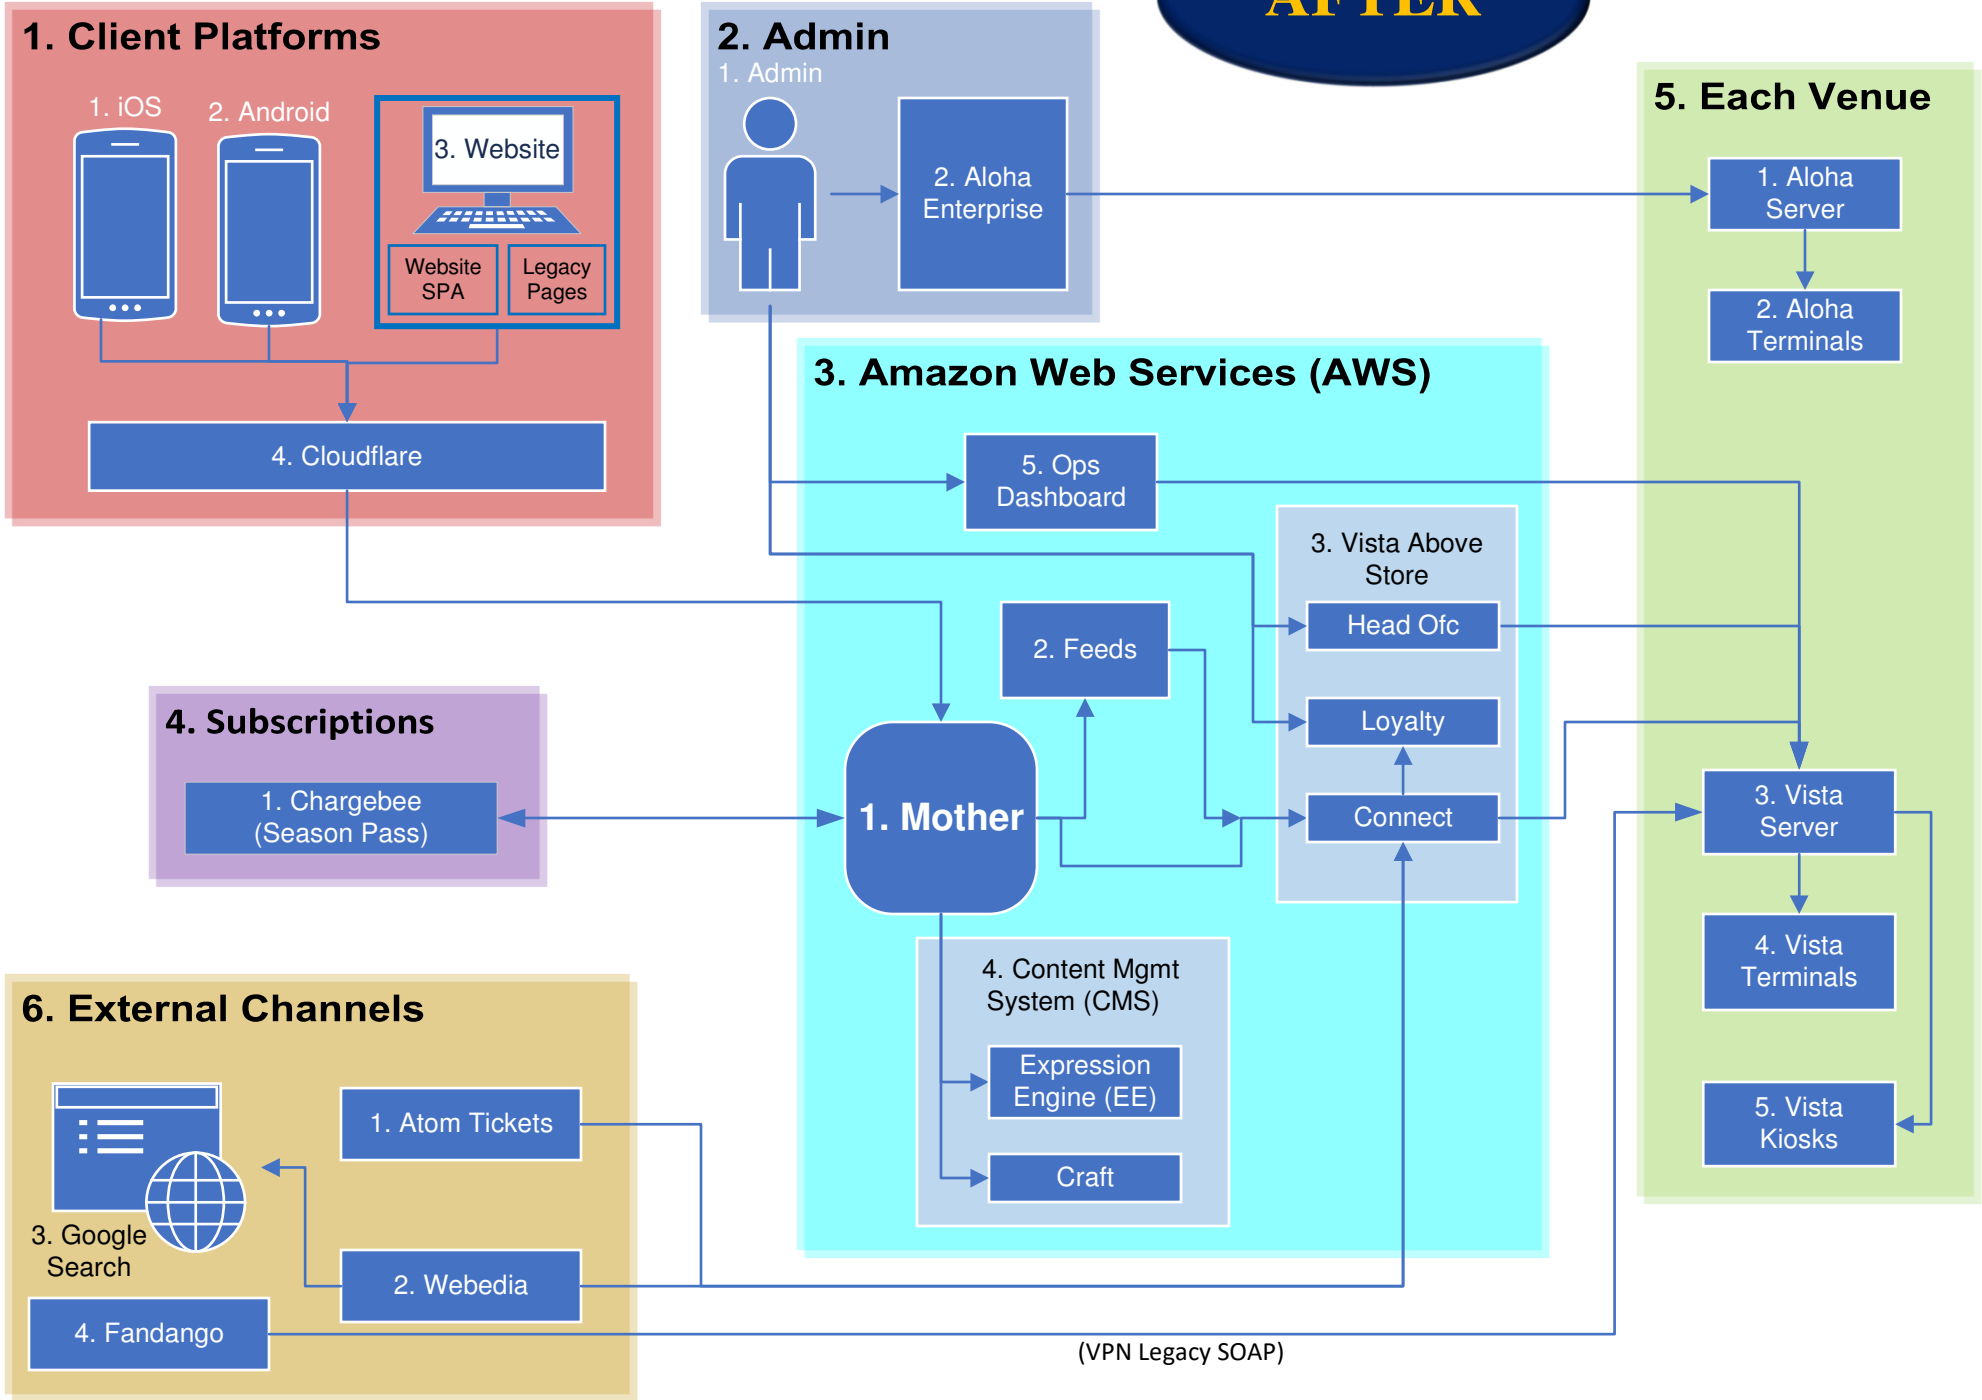 AFTER
1. Client Platforms
1. iOS
2. Android
3. Website
Website
SPA
Legacy
Pages
4. Cloudflare
2. Admin
1. Admin
2. Aloha
Enterprise
3. Amazon Web Services (AWS)
5. Ops
Dashboard
3. Vista Above
Store
Head Ofc
Loyalty
Connect
2. Feeds
1. Mother
4. Content Mgmt
System (CMS)
Expression
Engine (EE)
Craft
4. Subscriptions
1. Chargebee
(Season Pass)
5. Each Venue
1. Aloha
Server
2. Aloha
Terminals
3. Vista
Server
4. Vista
Terminals
5. Vista
Kiosks
6. External Channels
1. Atom Tickets
3. Google
Search
2. Webedia
4. Fandango
(VPN Legacy SOAP)